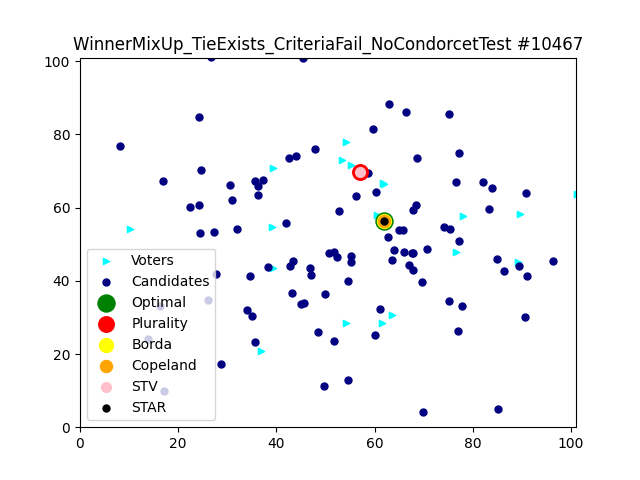 WinnerMixUp_TieExists_CriteriaFail_NoCondorcetTest #10467
100
80
60
40
20
0
Voters
Candidates
Optimal
Plurality
Borda
Copeland
STV
STAR
0 20 40 60 80 100